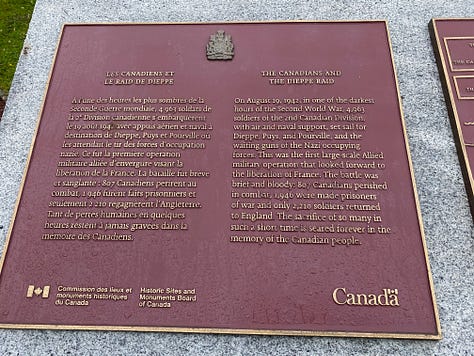 LES CANADIENS ET
LE RAID DE DIEPPE
À l'une des heures les plus sombres de la
Seconde Guerre mondiale, 4,963 soldats de
la 2e Division canadienne s'embarquèrent
le 19 août 194 avec appuis aérien et naval à
destination de Dieppe, Puys et Pourville où
les attendait le tir des forces d'occupation
nazie. Ce fut la première opération
militaire alliée d'envergure visant la
libération de la France. La bataille fut brève
et sanglante : 807 Canadiens périrent au
combat, 1,946 furent faits prisonniers et
seulement 2,210 regagnèrent l'Angleterre.
Tant de pertes humaines en quelques
heures restent à jamais gravées dans la
mémoire des Canadiens.
THE CANADIANS AND
THE DIEPPE RAID
On August 19, 1942, in one of the darkest
hours of the Second World War, 4,963
soldiers of the 2nd Canadian Division,
with air and naval support, set sail for
Dieppe, Puys, and Pourville, and the
waiting guns of the Nazi occupying
forces. This was the first large-scale Allied
military operation that looked forward to
the liberation of France. The battle was
brief and bloody: 807 Canadians perished
in combat, 1,946 were made prisoners
of war and only 2,210 soldiers returned
to England. The sacrifice of so many in
such a short time is seared forever in the
memory of the Canadian people.
Commission des lieux et
monuments historiques
du Canada
Historic Sites and
Monuments Board
of Canada
Canada